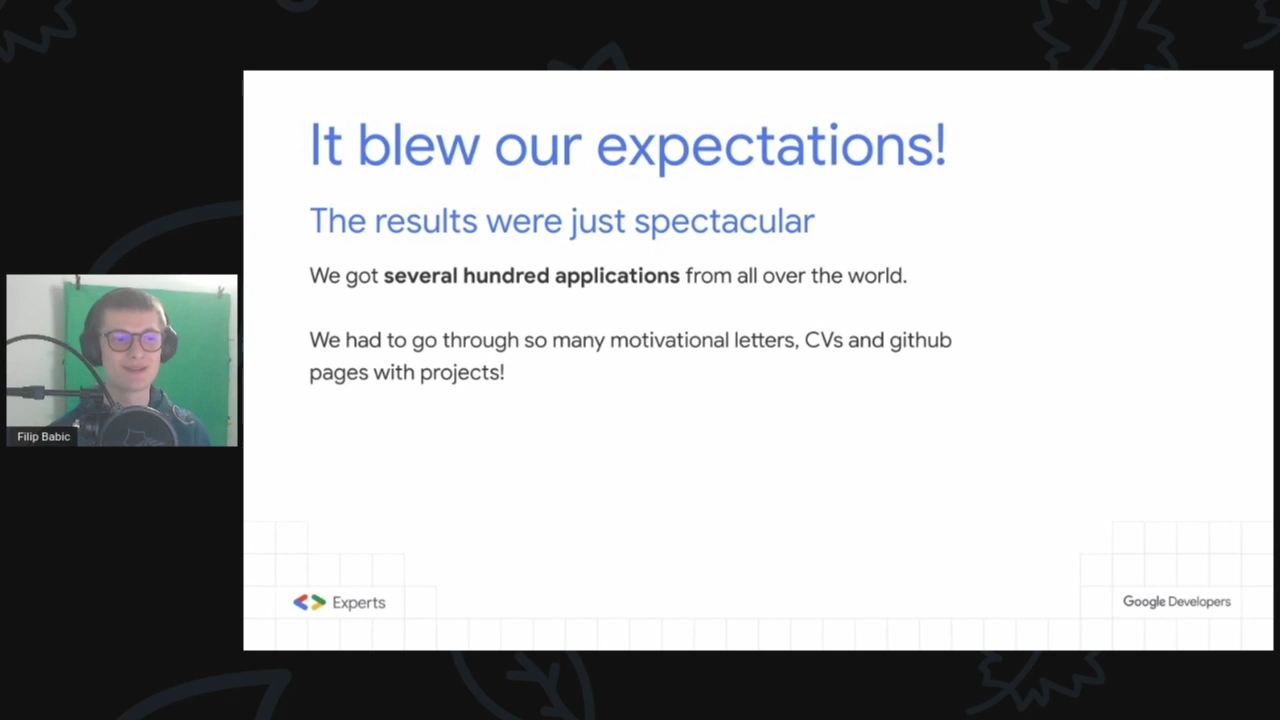 It blew our expectations!
The results were just spectacular
We got several hundred applications from all over the world.
We had to go through so many motivational letters, CVs and github
pages with projects!
Filip Babic
Experts
Google Developers